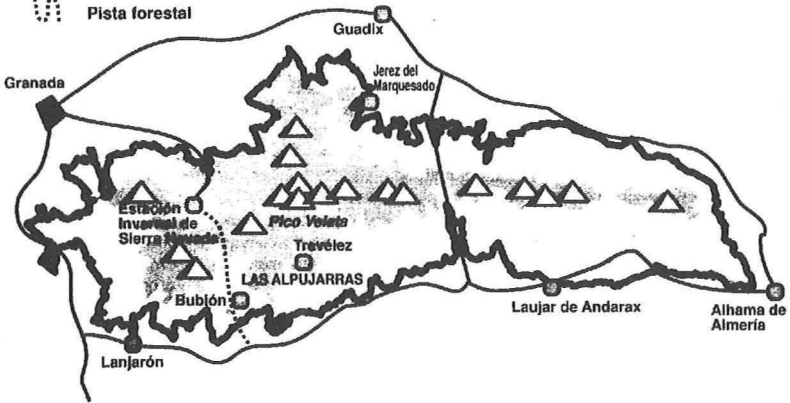 Pista forestal
Guadix
Granada
Jerez del
Marquesado
Estación
Invernal de
Sierra Nevada
Pico Veleta
Trevélez
LAS ALPUJARRAS
Bubión
Laujar de Andarax
Alhama de
Almería
Lanjarón